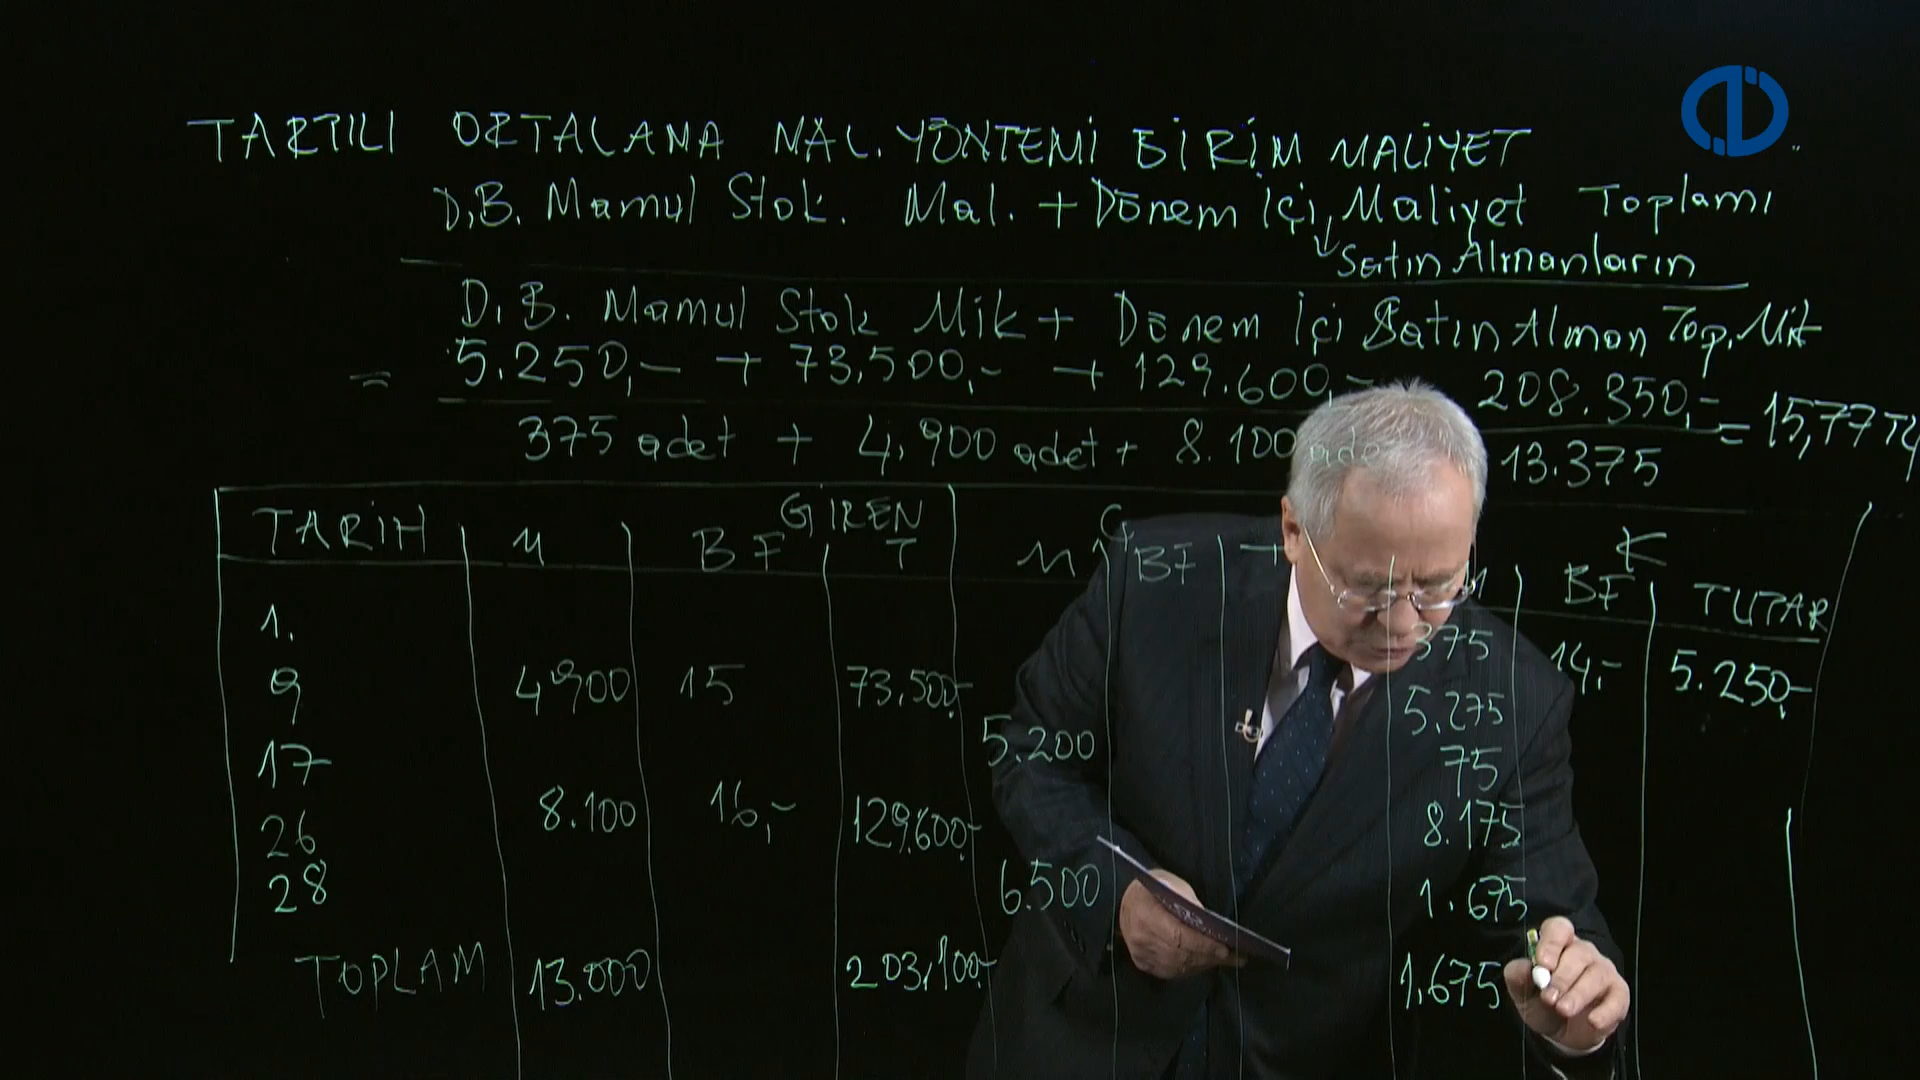 TARTILI ORTALAMA MAL. YÖNTEMİ BİRİM MALİYET
D.B. Mamul Stok. Mal. + Dönem İçi Maliyet Toplamı
Satın Alınanların
D.B. Mamul Stok Mik + Dönem İçi Satın Alınan Top. Mik
= 5.250,- + 73.500,- + 129.600,- 208.350,- = 15,77 TL
375 adet + 4.900 adet + 8.100 13.375
TARİH GİREN Ç K
M BF T M BF T BF TUTAR
1. 375 14,- 5.250,-
9 4.900 15 73.500,- 5.275
17 5.200 75
26 8.100 16,- 129.600,- 8.175
28 6.500 1.675
TOPLAM 13.000 203.100,- 1.675